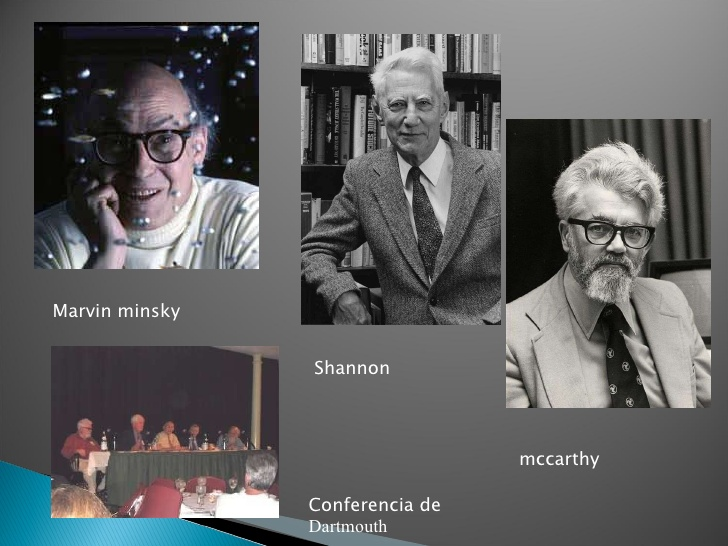 Marvin minsky
Shannon
mccarthy
Conferencia de
Dartmouth